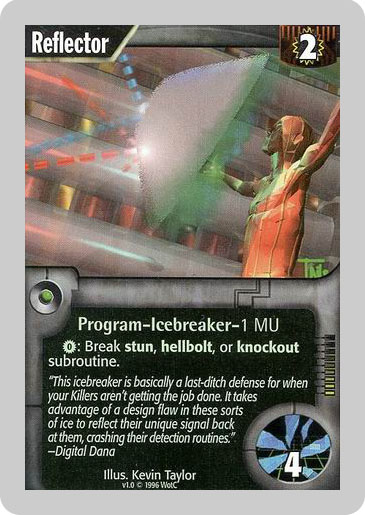 Reflector
2
Program-Icebreaker-1 MU
0: Break stun, hellbolt, or knockout
subroutine.
"This icebreaker is basically a last-ditch defense for when
your Killers aren't getting the job done. It takes
advantage of a design flaw in these sorts
of ice to reflect their unique signal back
at them, crashing their detection routines."
–Digital Dana
4
Illus. Kevin Taylor
v1.0 © 1996 WotC